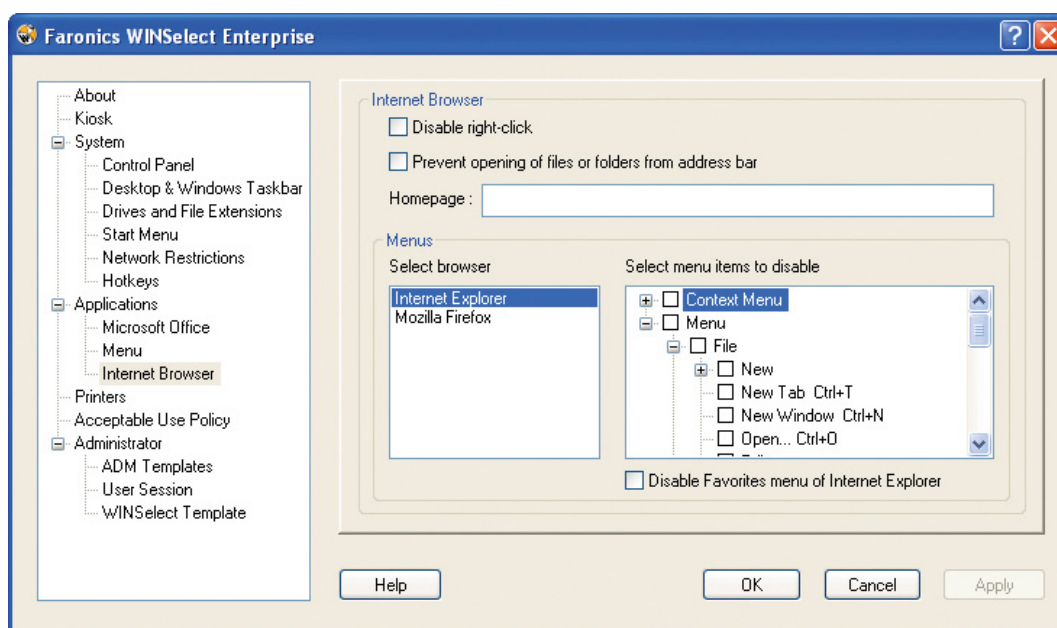 Faronics WINSelect Enterprise
About
Kiosk
System
Control Panel
Desktop & Windows Taskbar
Drives and File Extensions
Start Menu
Network Restrictions
Hotkeys
Applications
Microsoft Office
Menu
Internet Browser
Printers
Acceptable Use Policy
Administrator
ADM Templates
User Session
WINSelect Template
Internet Browser
Disable right-click
Prevent opening of files or folders from address bar
Homepage :
Menus
Select browser
Internet Explorer
Mozilla Firefox
Select menu items to disable
Context Menu
Menu
File
New
New Tab Ctrl+T
New Window Ctrl+N
Open... Ctrl+O
Disable Favorites menu of Internet Explorer
Help
OK
Cancel
Apply